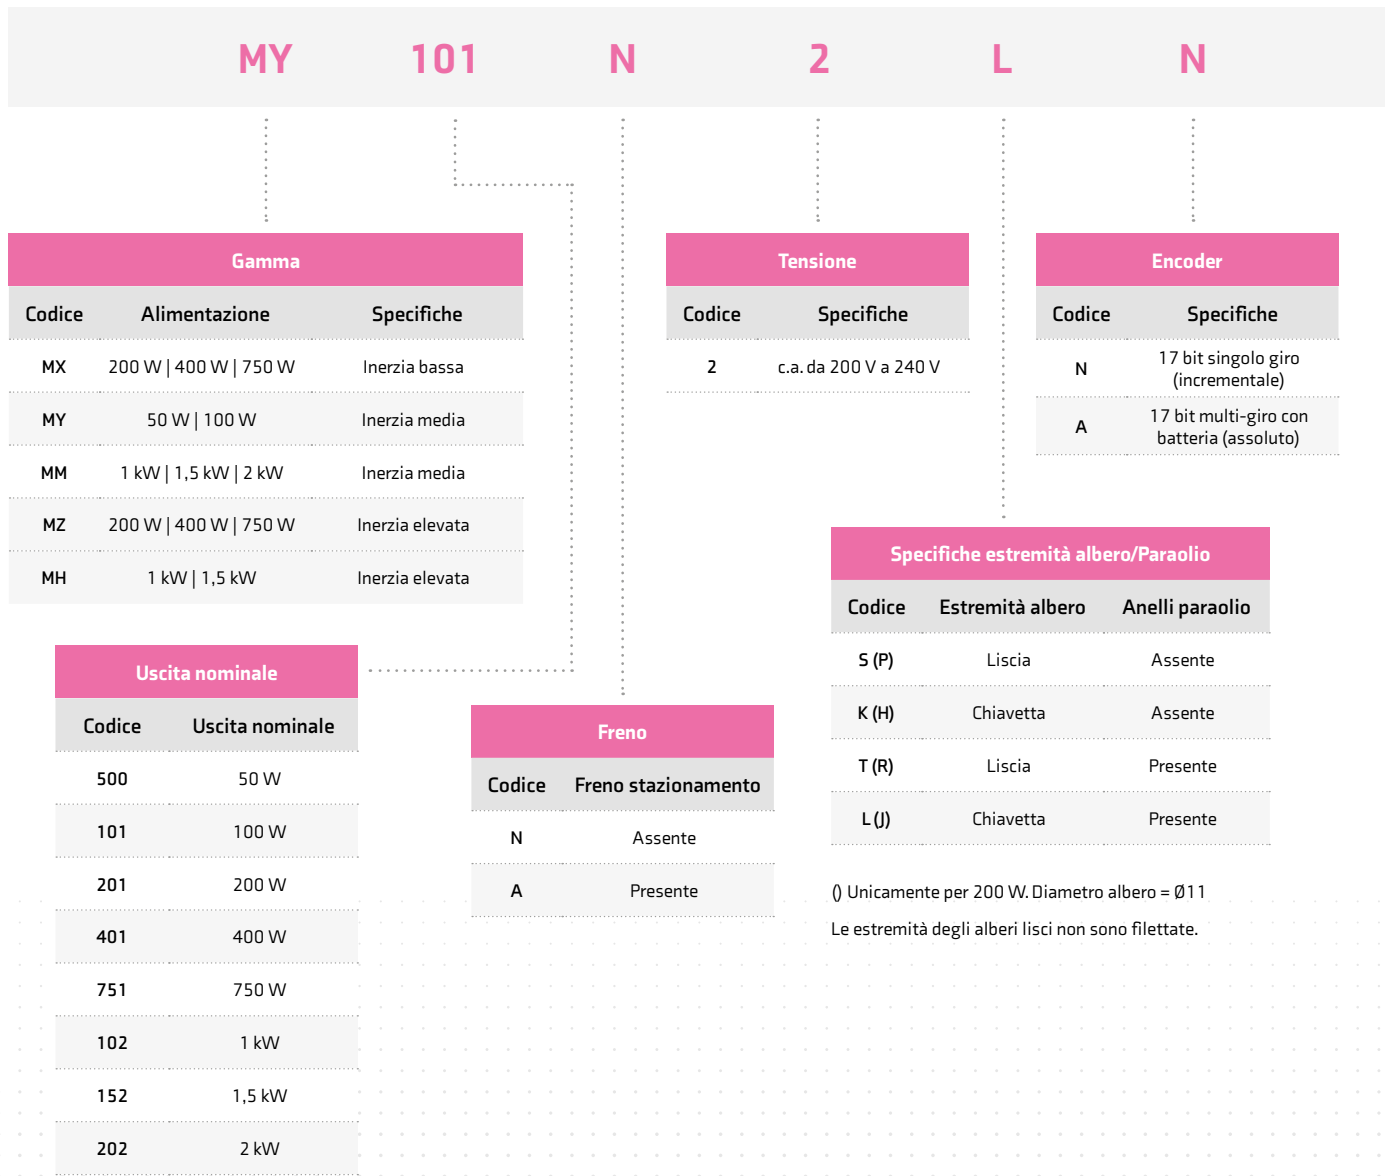 MY 101 N 2 L N
Gamma
Codice Alimentazione Specifiche
MX 200 W | 400 W | 750 W Inerzia bassa
MY 50 W | 100 W Inerzia media
MM 1 kW | 1,5 kW | 2 kW Inerzia media
MZ 200 W | 400 W | 750 W Inerzia elevata
MH 1 kW | 1,5 kW Inerzia elevata
Tensione
Codice Specifiche
2 c.a. da 200 V a 240 V
Encoder
Codice Specifiche
N 17 bit singolo giro
(incrementale)
A 17 bit multi-giro con
batteria (assoluto)
Specifiche estremità albero/Paraolio
Codice Estremità albero Anelli paraolio
S (P) Liscia Assente
K (H) Chiavetta Assente
T (R) Liscia Presente
L (J) Chiavetta Presente
() Unicamente per 200 W. Diametro albero = Ø11
Le estremità degli alberi lisci non sono filettate.
Uscita nominale
Codice Uscita nominale
500 50 W
101 100 W
201 200 W
401 400 W
751 750 W
102 1 kW
152 1,5 kW
202 2 kW
Freno
Codice Freno stazionamento
N Assente
A Presente